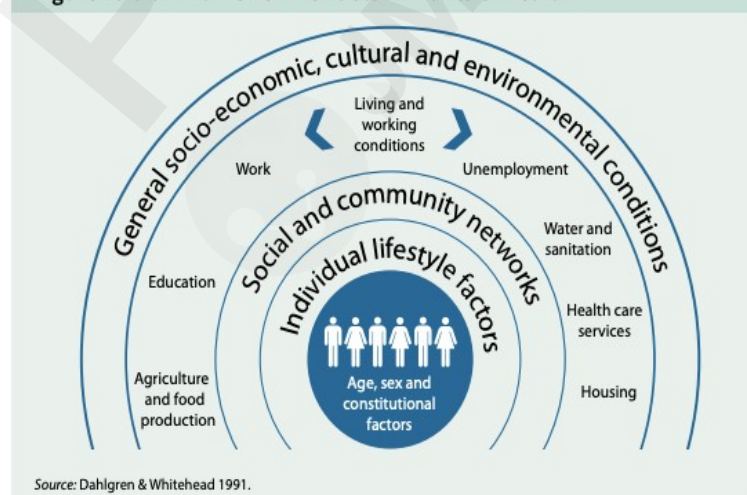 General socio-economic, cultural and environmental conditions
Living and
working
conditions
Work
Unemployment
Social and community networks
Water and
sanitation
Individual lifestyle factors
Education
Health care
services
Agriculture
and food
production
Housing
Age, sex and
constitutional
factors
Source: Dahlgren & Whitehead 1991.